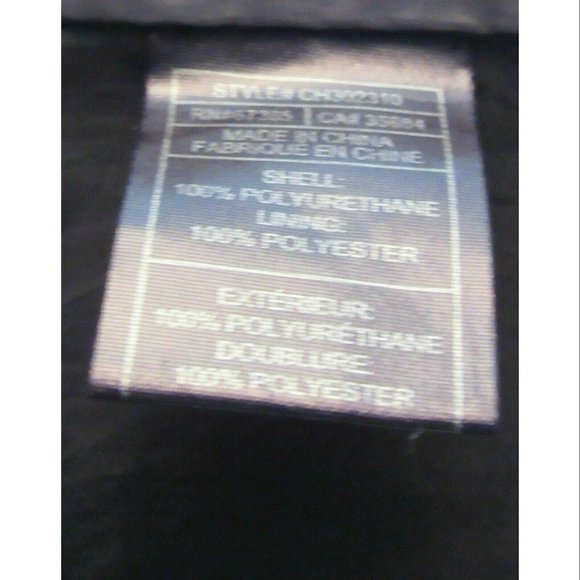 STYLE# CH302310
MADE IN CHINA
FABRIQUÉ EN CHINE
SHELL:
100% POLYURETHANE
LINING:
100% POLYESTER
EXTÉRIEUR:
100% POLYURÉTHANE
DOUBLURE:
100% POLYESTER